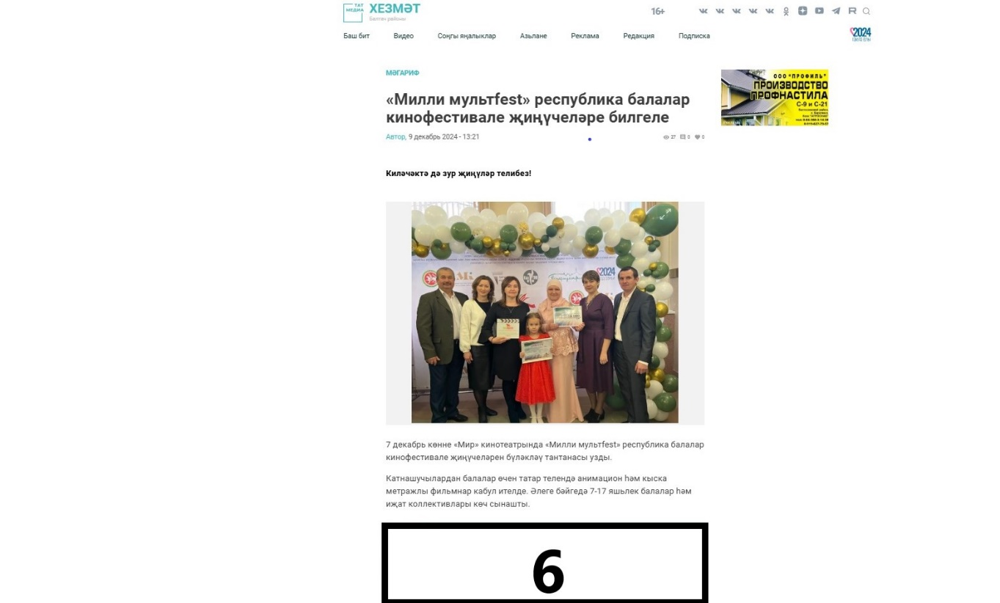 ТАТ
МЕДИА
ХЕЗМӘТ
Балтач районы
16+
Баш бит
Видео
Соңгы яңалыклар
Азьлане
Реклама
Редакция
Подписка
2024
МӘГАРИФ
«Милли мультfest» республика балалар
кинофестивале җиңүчеләре билгеле
Автор, 9 декабрь 2024 - 13:21
27
0
0
ООО "ПРОФИЛЬ"
ПРОИЗВОДСТВО
ПРОФНАСТИЛА
С-9 и С-21
Киләчәктә дә зур җиңүләр телибез!
2024
7 декабрь көнне «Мир» кинотеатрында «Милли мультfest» республика балалар
кинофестивале җиңүчеләрен бүләкләү тантанасы узды.
Катнашучылардан балалар өчен татар телендә анимацион һәм кыска
метражлы фильмнар кабул ителде. Әлеге бәйгедә 7-17 яшьлек балалар һәм
иҗат коллективлары көч сынашты.
6